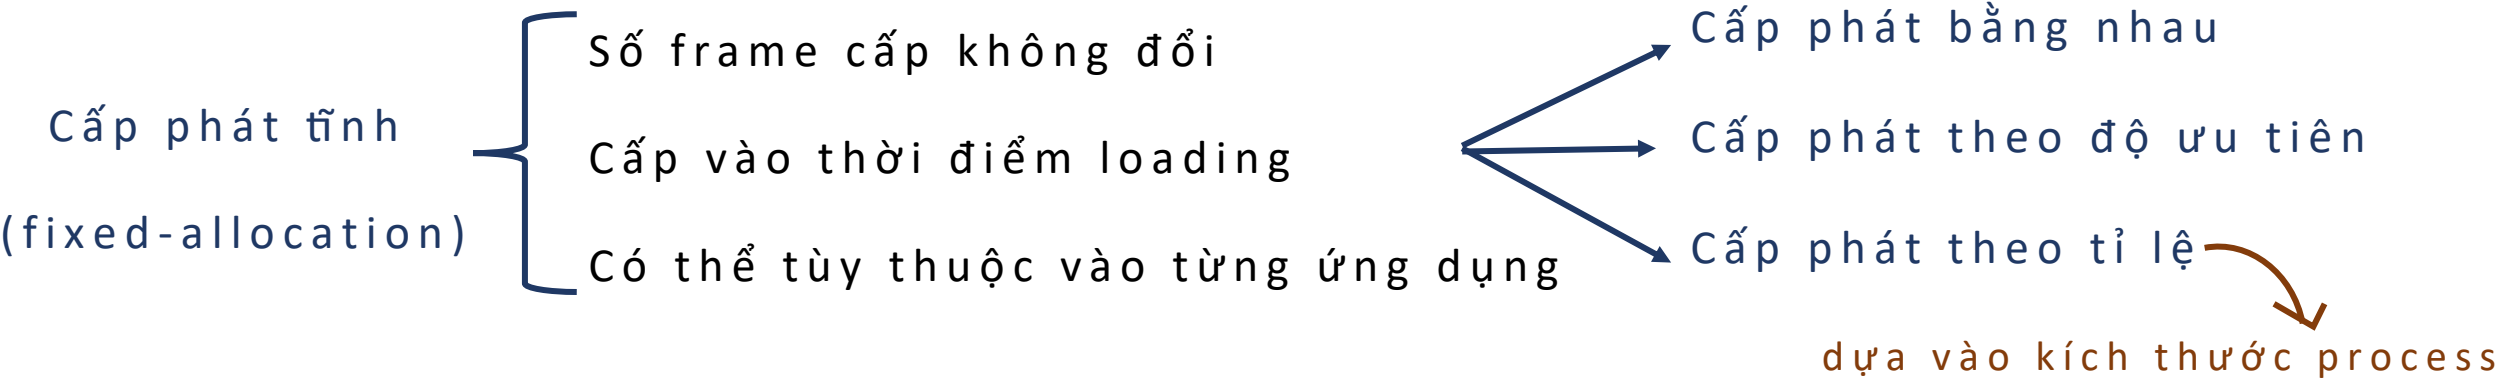 Cấp phát tĩnh
(fixed-allocation)
Số frame cấp không đổi
Cấp vào thời điểm loading
Có thể tùy thuộc vào từng ứng dụng
Cấp phát bằng nhau
Cấp phát theo độ ưu tiên
Cấp phát theo tỉ lệ
dựa vào kích thước process